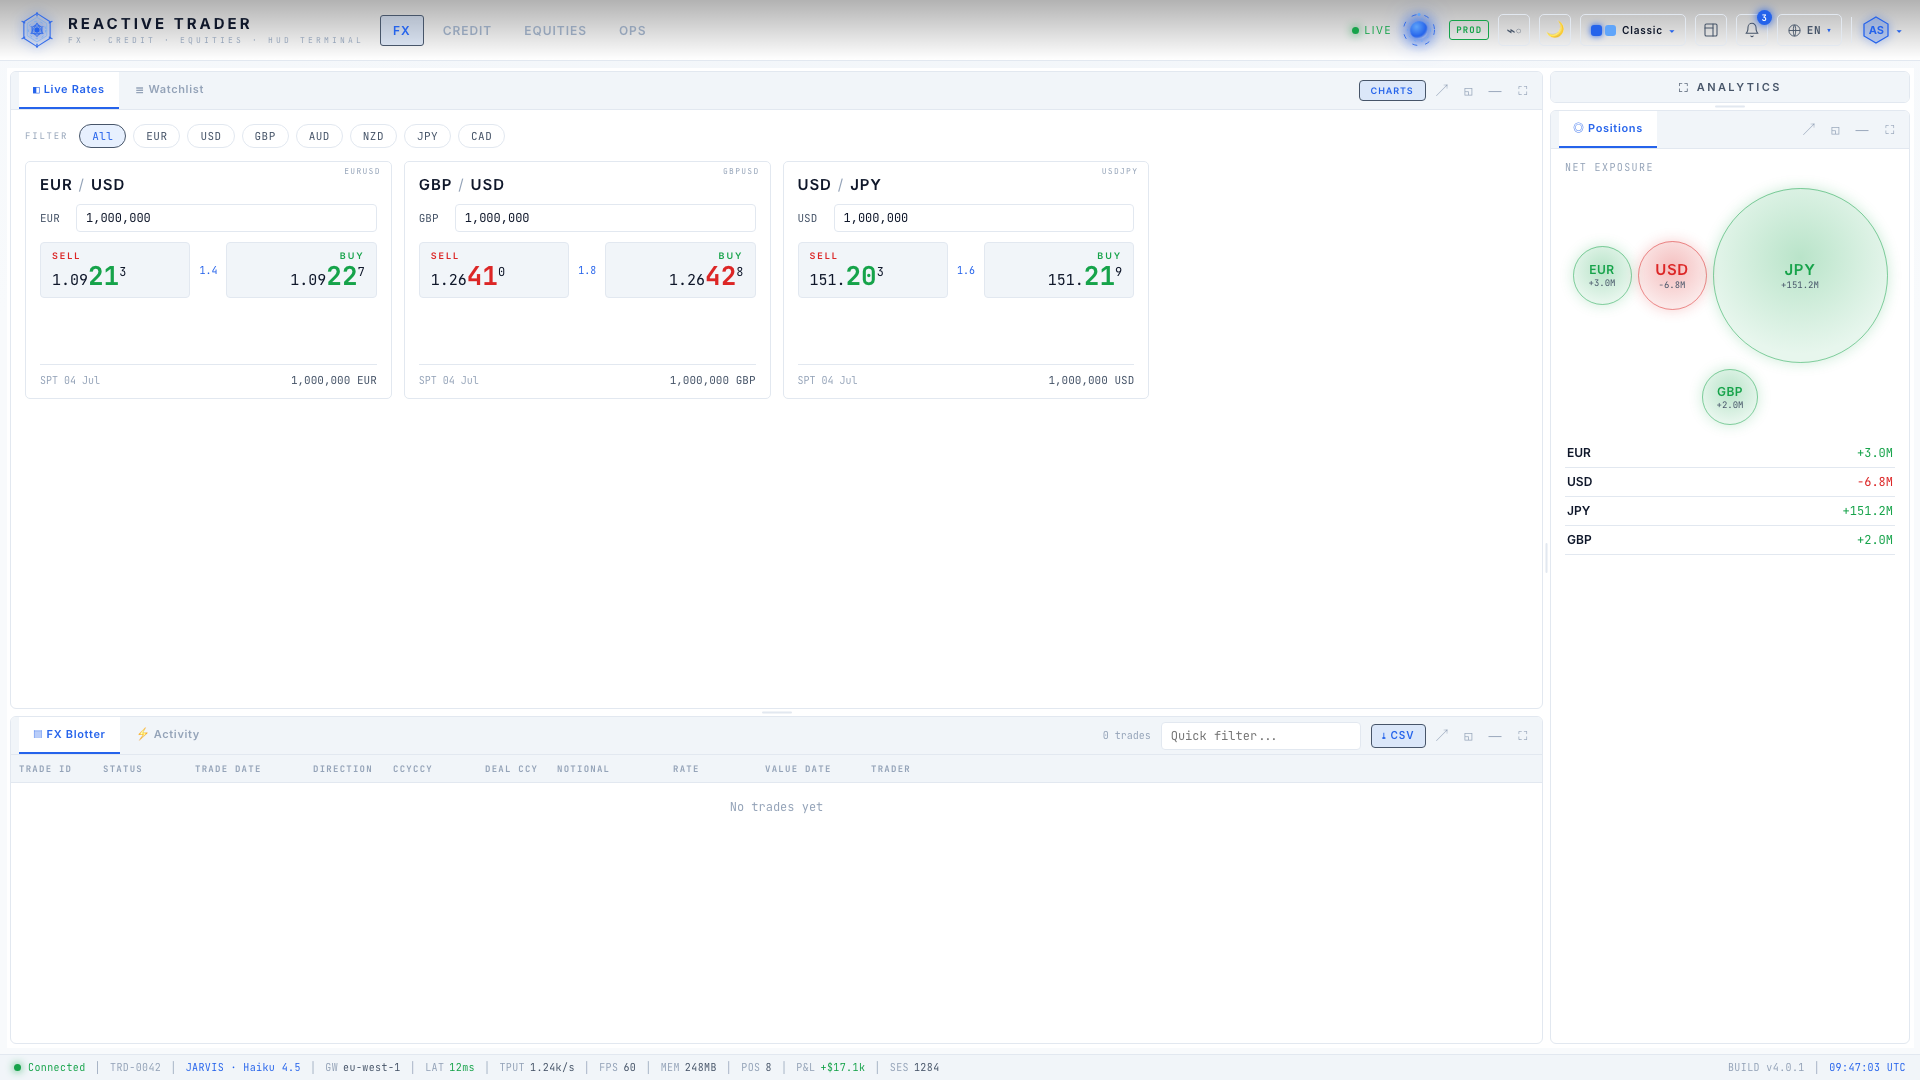 REACTIVE TRADER
FX · CREDIT · EQUITIES · HUD TERMINAL
FX CREDIT EQUITIES OPS
LIVE
PROD
Classic
3
EN
AS
Live Rates Watchlist
CHARTS
FILTER All EUR USD GBP AUD NZD JPY CAD
EURUSD
EUR / USD
EUR 1,000,000
SELL
1.09213
1.4
BUY
1.09227
SPT 04 Jul 1,000,000 EUR
GBPUSD
GBP / USD
GBP 1,000,000
SELL
1.26410
1.8
BUY
1.26428
SPT 04 Jul 1,000,000 GBP
USDJPY
USD / JPY
USD 1,000,000
SELL
151.203
1.6
BUY
151.219
SPT 04 Jul 1,000,000 USD
ANALYTICS
Positions
NET EXPOSURE
EUR
+3.0M
USD
-6.8M
JPY
+151.2M
GBP
+2.0M
EUR +3.0M
USD -6.8M
JPY +151.2M
GBP +2.0M
FX Blotter Activity
0 trades
Quick filter...
↓ CSV
TRADE ID STATUS TRADE DATE DIRECTION CCYCCY DEAL CCY NOTIONAL RATE VALUE DATE TRADER
No trades yet
Connected | TRD-0042 | JARVIS · Haiku 4.5 | GW eu-west-1 | LAT 12ms | TPUT 1.24k/s | FPS 60 | MEM 248MB | POS 8 | P&L +$17.1k | SES 1284
BUILD v4.0.1 | 09:47:03 UTC